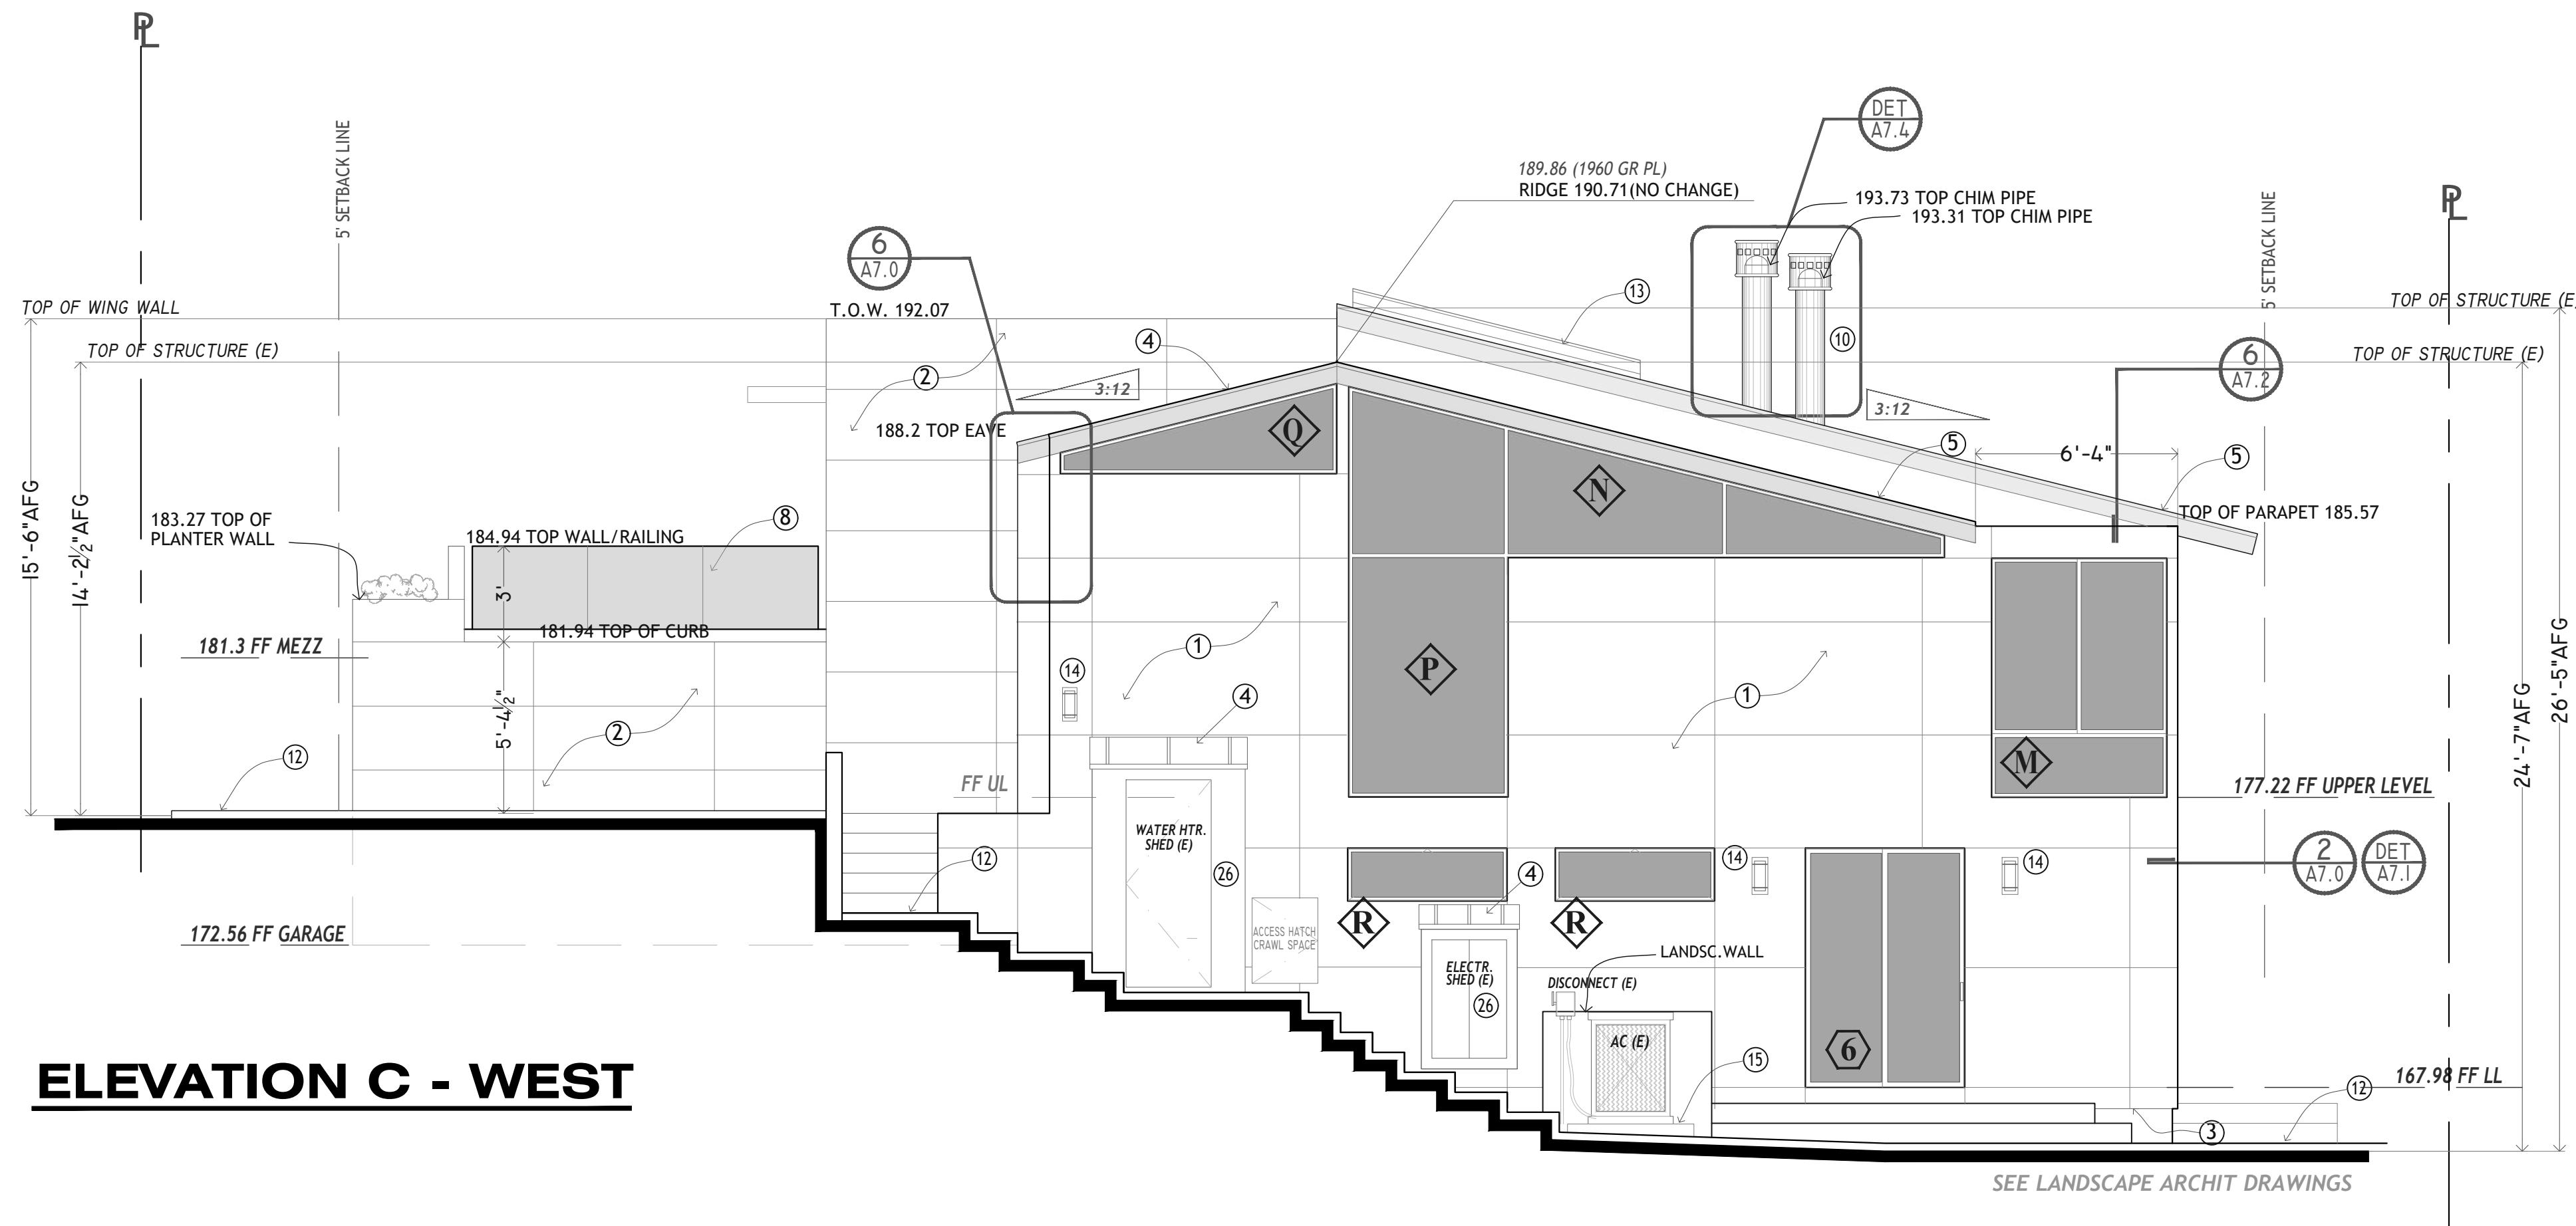 PL
5' SETBACK LINE
DET
A7.4
189.86 (1960 GR PL)
RIDGE 190.71(NO CHANGE)
193.73 TOP CHIM PIPE
193.31 TOP CHIM PIPE
PL
5' SETBACK LINE
6
A7.0
TOP OF WING WALL
T.O.W. 192.07
13
TOP OF STRUCTURE (E)
TOP OF STRUCTURE (E)
4
10
TOP OF STRUCTURE (E)
2
3:12
3:12
6
A7.2
188.2 TOP EAVE
Q
5
6'-4"
5
N
15'-6"AFG
14'-2½"AFG
183.27 TOP OF
PLANTER WALL
184.94 TOP WALL/RAILING
8
TOP OF PARAPET 185.57
3'
181.94 TOP OF CURB
181.3 FF MEZZ
1
14
P
4
1
5'-4½"
2
12
M
FF UL
177.22 FF UPPER LEVEL
24'-7"AFG
26'-5"AFG
WATER HTR.
SHED (E)
26
12
4
14
14
2
A7.0
DET
A7.1
R
R
ACCESS HATCH
CRAWL SPACE
172.56 FF GARAGE
LANDSC.WALL
ELECTR.
SHED (E)
26
DISCONNECT (E)
AC (E)
15
6
12
167.98 FF LL
3
ELEVATION C - WEST
SEE LANDSCAPE ARCHIT DRAWINGS